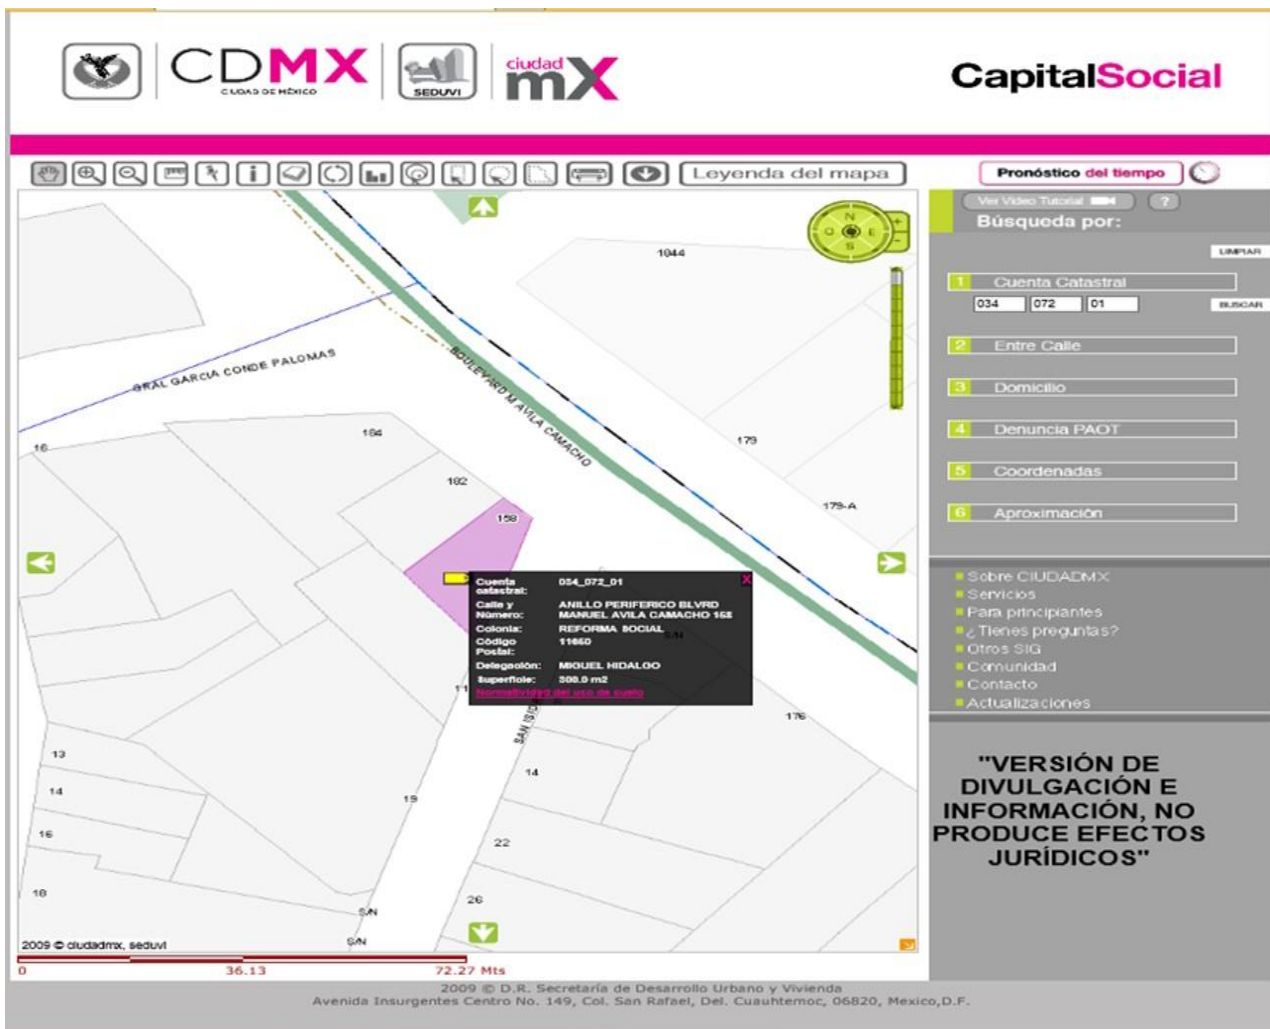 CDMX
CIUDAD DE MÉXICO
SEDUVI
ciudad
mX
CapitalSocial
Leyenda del mapa
Pronóstico del tiempo
Ver Video Tutorial
?
Búsqueda por:
LIMPIAR
1 Cuenta Catastral
034 072 01
BUSCAR
2 Entre Calle
3 Domicilio
4 Denuncia PAOT
5 Coordenadas
6 Aproximación
Sobre CIUDADMX
Servicios
Para principiantes
¿Tienes preguntas?
Otros SIG
Comunidad
Contacto
Actualizaciones
"VERSIÓN DE
DIVULGACIÓN E
INFORMACIÓN, NO
PRODUCE EFECTOS
JURÍDICOS"
N
O E
S
1044
GRAL GARCIA CONDE PALOMAS
BOULEVARD M AVILA CAMACHO
184
179
16
182
179-A
158
Cuenta catastral: 034_072_01
Calle y Número: ANILLO PERIFERICO BLVRD MANUEL AVILA CAMACHO 158
Colonia: REFORMA SOCIAL
Código Postal: 11650
Delegación: MIGUEL HIDALGO
Superficie: 300.0 m2
Normatividad del uso de suelo
X
S/N
11
SAN ISIDR
176
13
14
14
19
16
22
18
26
S/N
S/N
2009 © ciudadmx, seduvi
0 36.13 72.27 Mts
2009 © D.R. Secretaría de Desarrollo Urbano y Vivienda
Avenida Insurgentes Centro No. 149, Col. San Rafael, Del. Cuauhtemoc, 06820, Mexico,D.F.